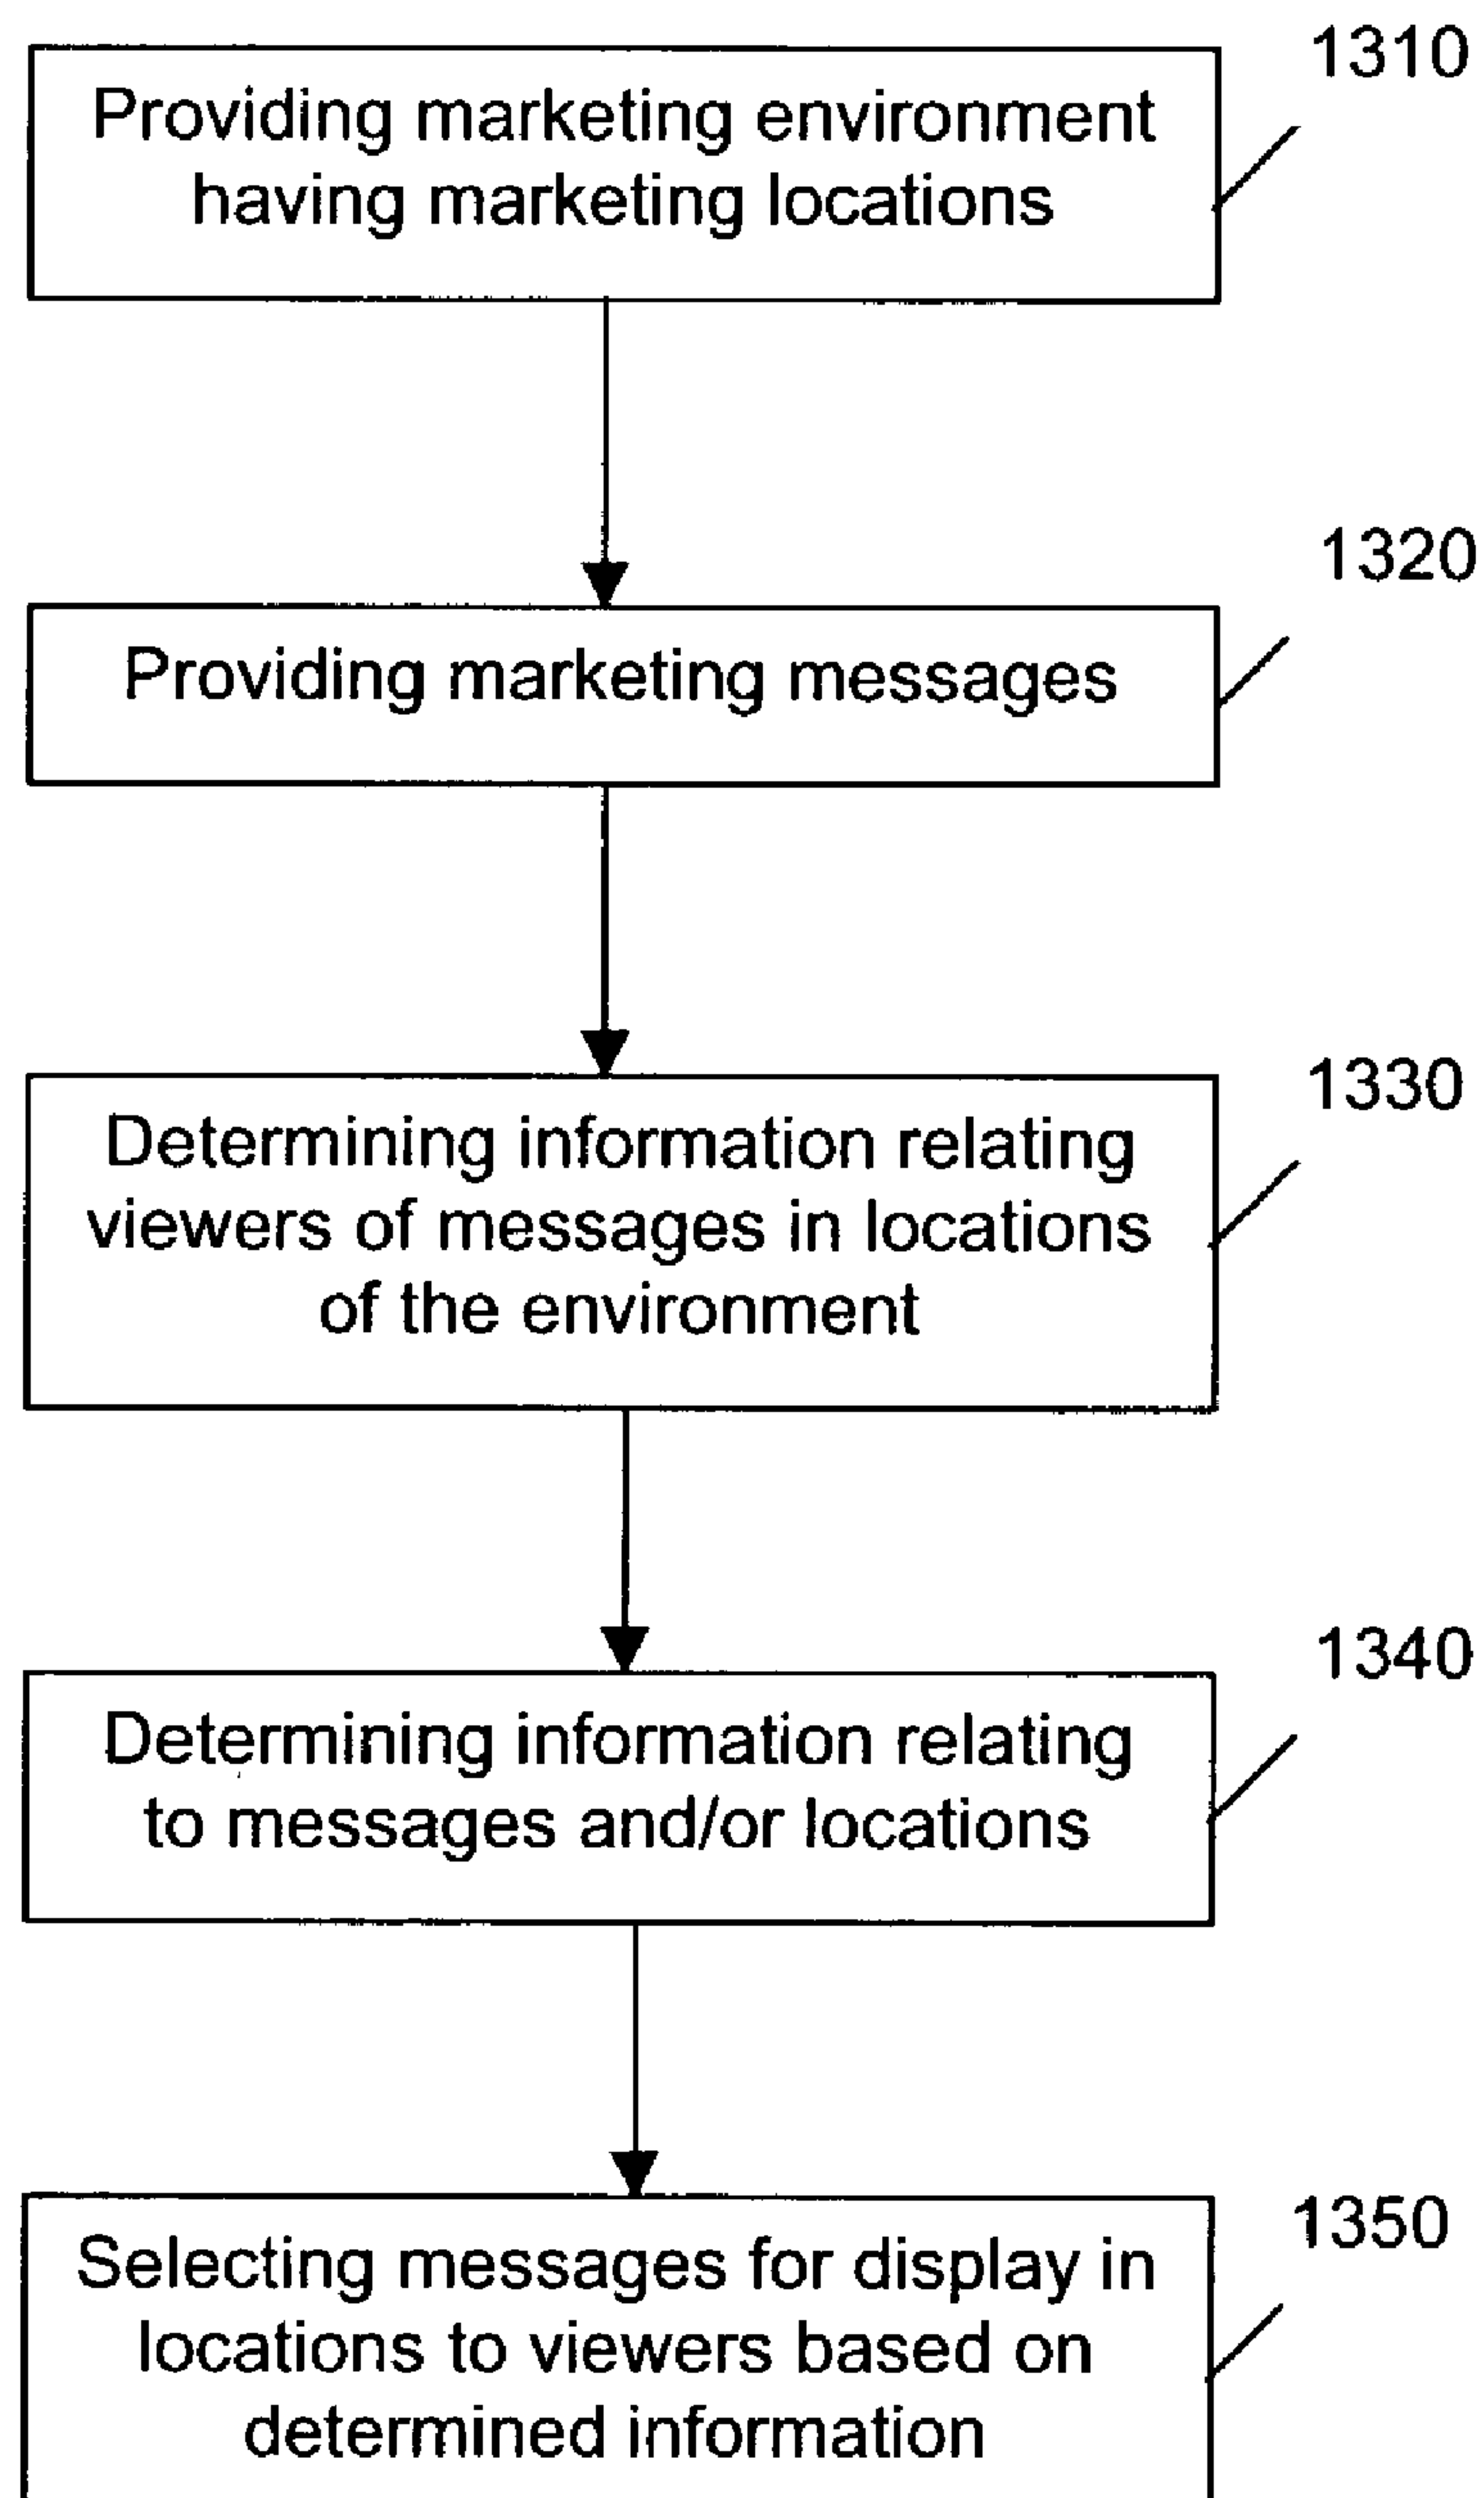 1310
Providing marketing environment
having marketing locations
1320
Providing marketing messages
1330
Determining information relating
viewers of messages in locations
of the environment
1340
Determining information relating
to messages and/or locations
1350
Selecting messages for display in
locations to viewers based on
determined information